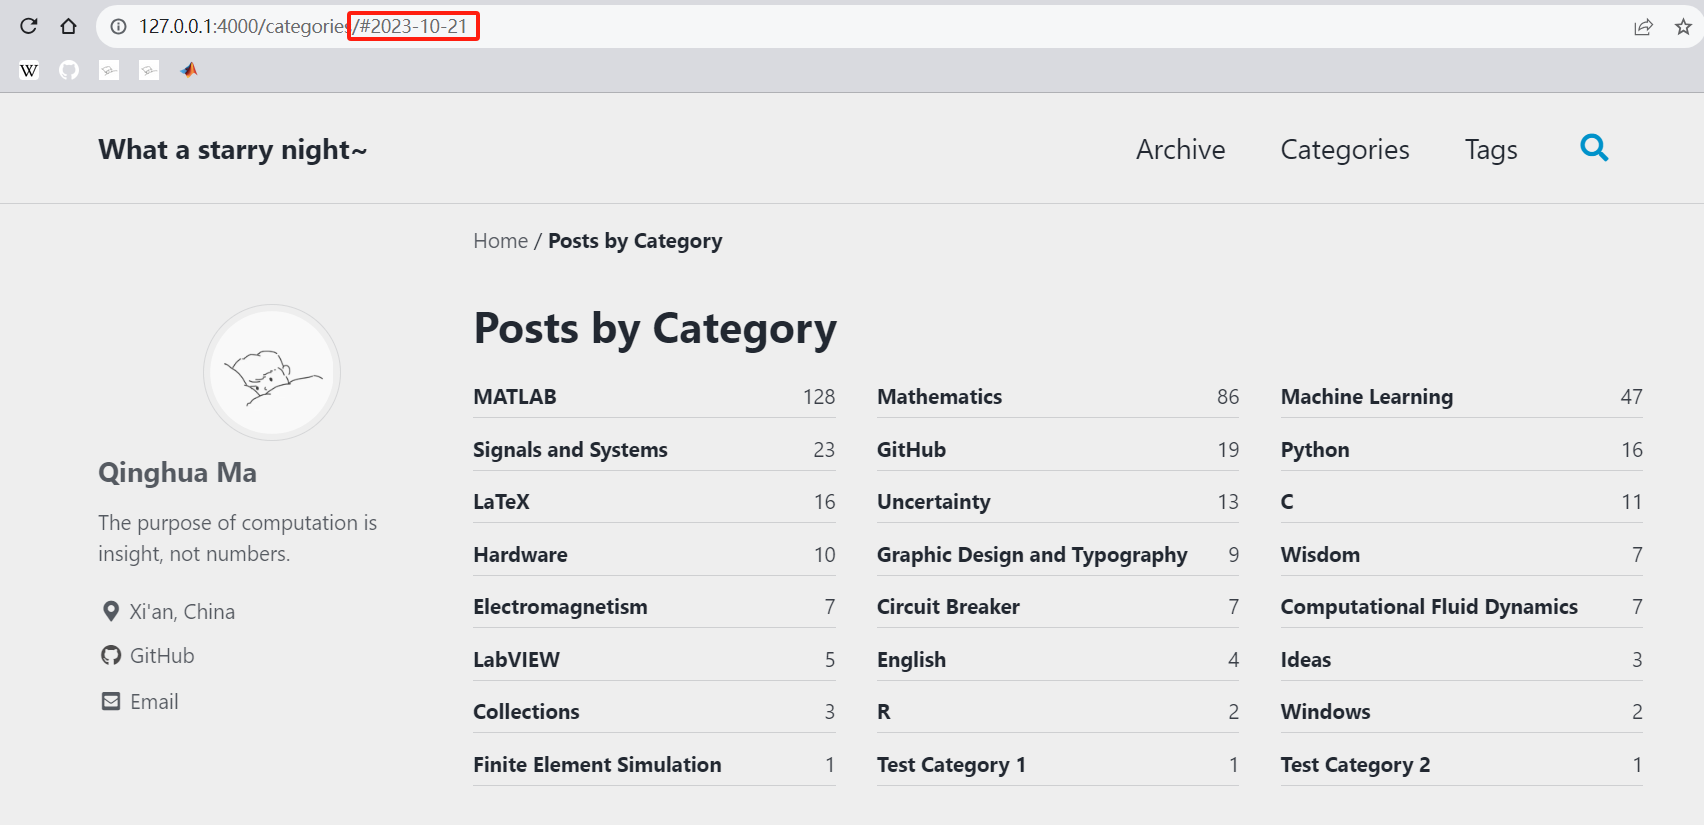 127.0.0.1:4000/categories/#2023-10-21
W
What a starry night~
Archive Categories Tags
Home / Posts by Category
Posts by Category
MATLAB 128 Mathematics 86 Machine Learning 47
Signals and Systems 23 GitHub 19 Python 16
LaTeX 16 Uncertainty 13 C 11
Hardware 10 Graphic Design and Typography 9 Wisdom 7
Electromagnetism 7 Circuit Breaker 7 Computational Fluid Dynamics 7
LabVIEW 5 English 4 Ideas 3
Collections 3 R 2 Windows 2
Finite Element Simulation 1 Test Category 1 1 Test Category 2 1
Qinghua Ma
The purpose of computation is
insight, not numbers.
Xi'an, China
GitHub
Email